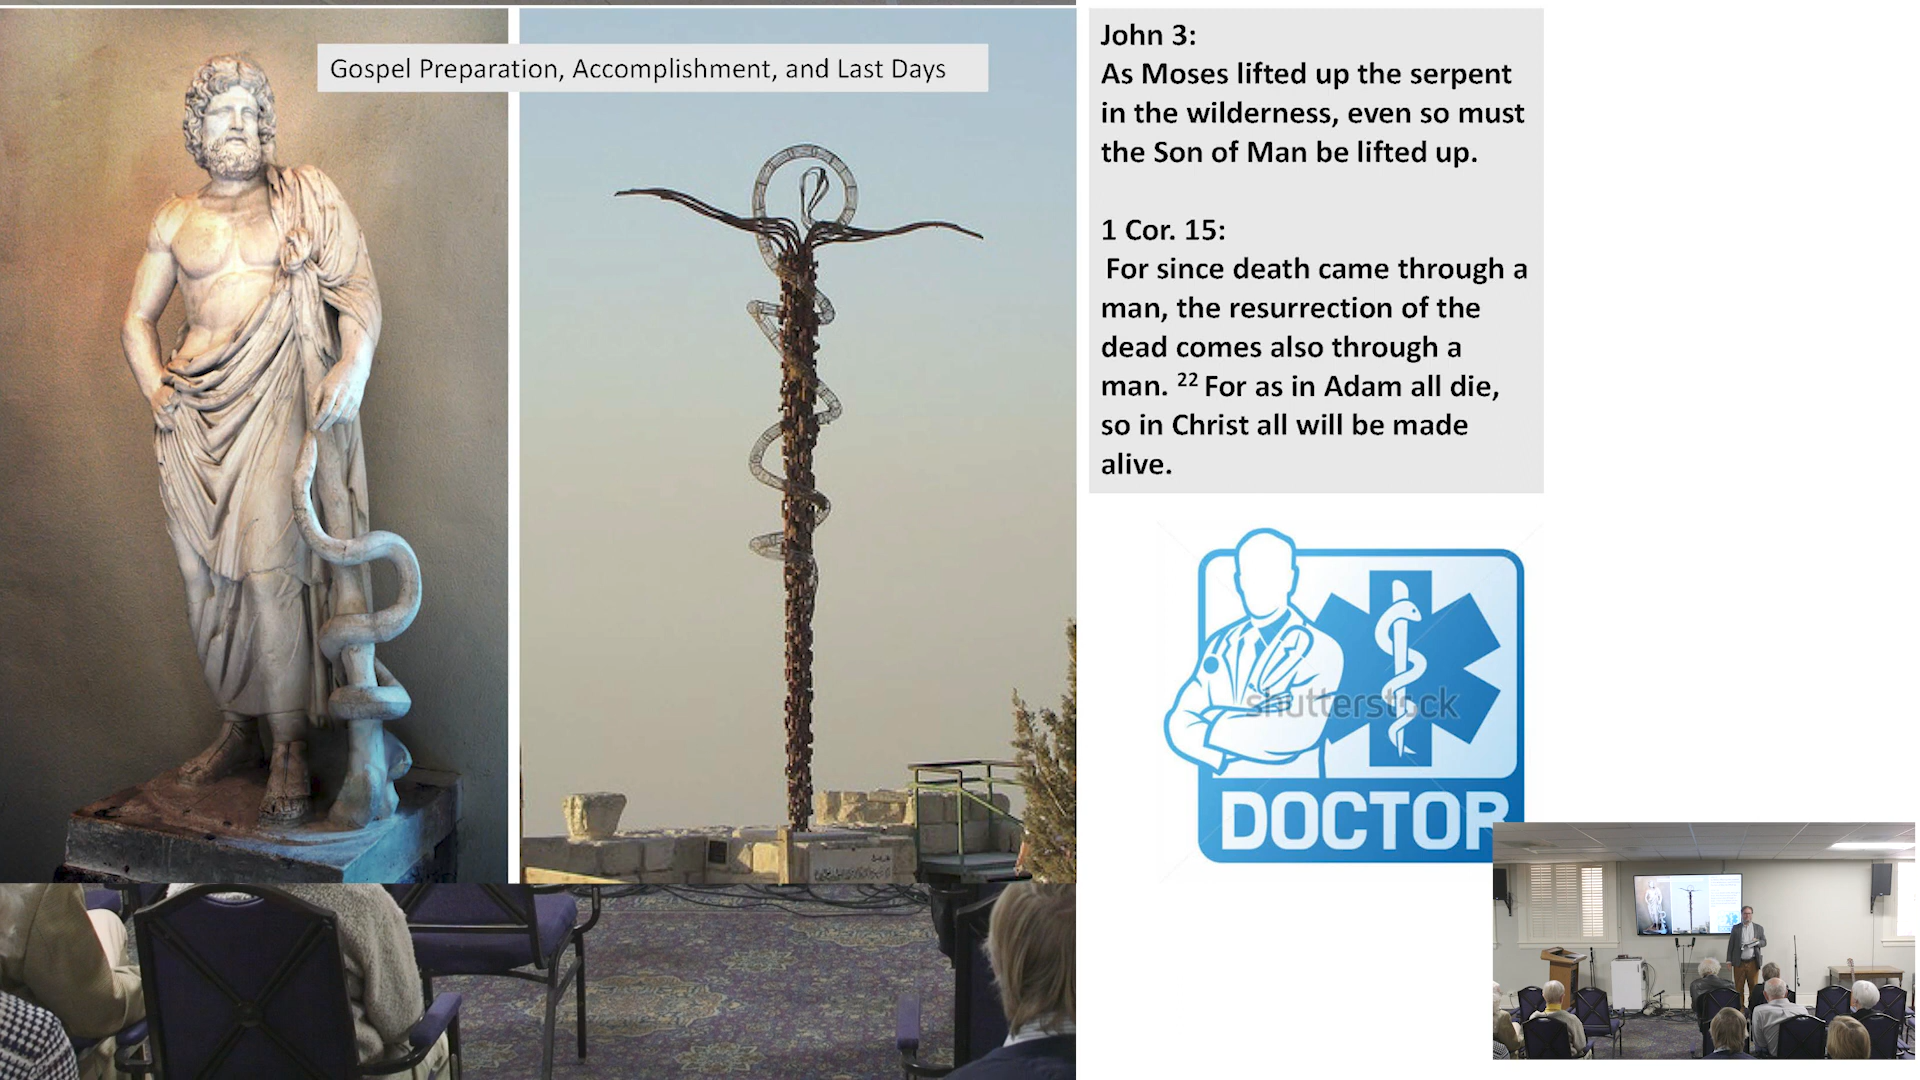 Gospel Preparation, Accomplishment, and Last Days
John 3:
As Moses lifted up the serpent
in the wilderness, even so must
the Son of Man be lifted up.
1 Cor. 15:
For since death came through a
man, the resurrection of the
dead comes also through a
man. 22 For as in Adam all die,
so in Christ all will be made
alive.
shutterstock
DOCTOR